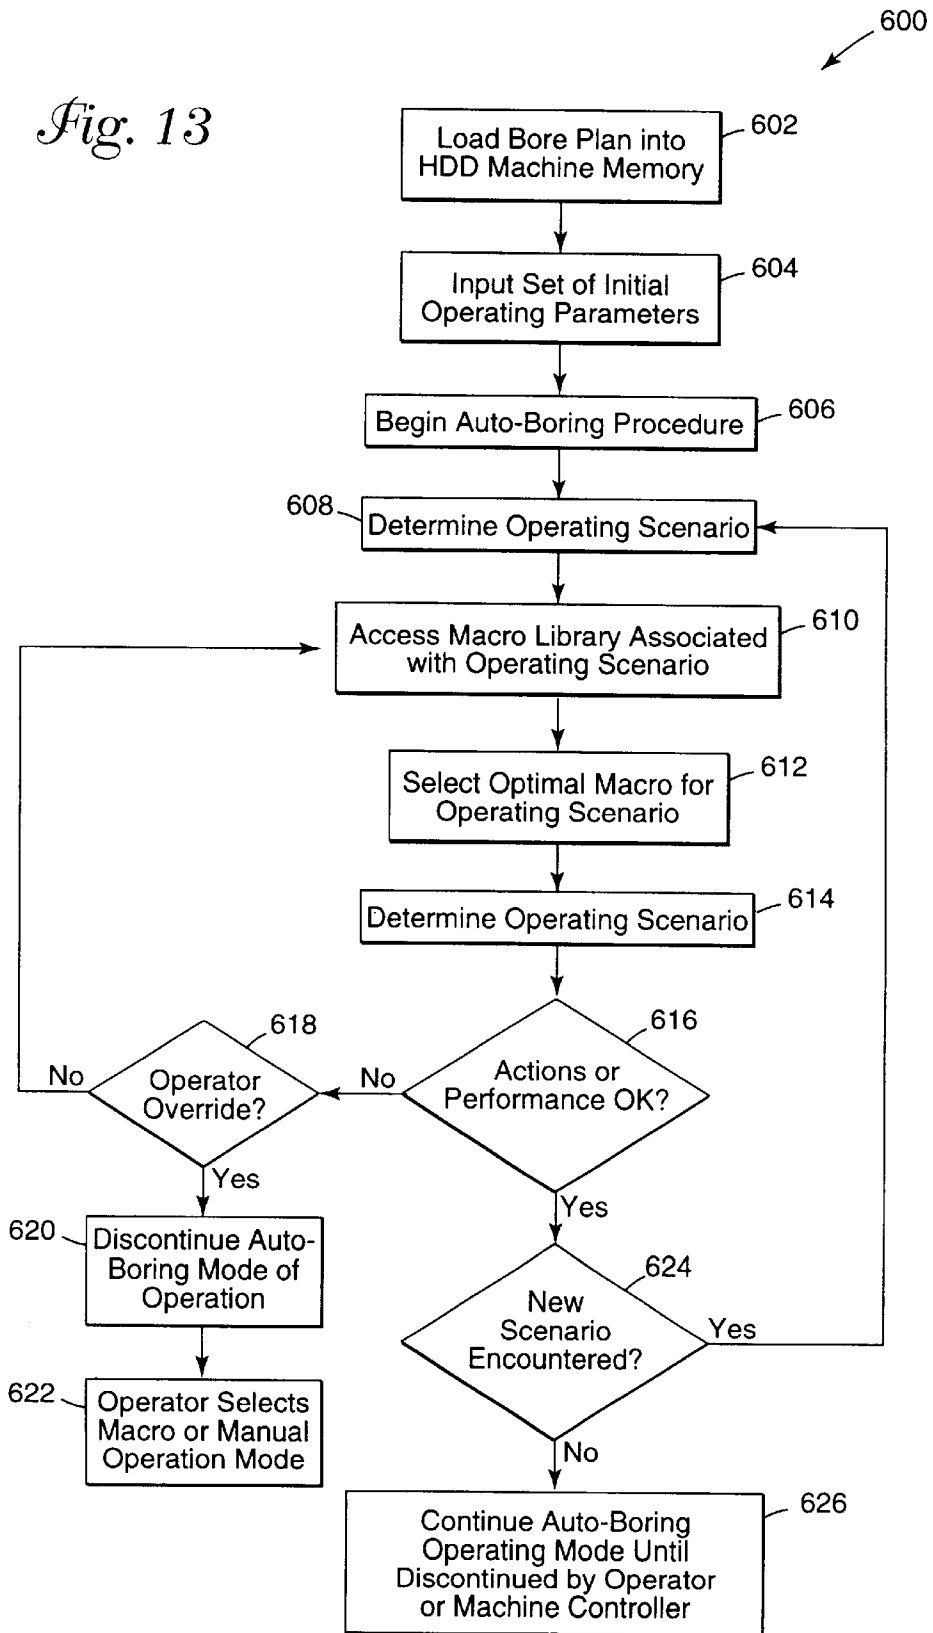 600
Fig. 13
Load Bore Plan into
HDD Machine Memory
602
Input Set of Initial
Operating Parameters
604
Begin Auto-Boring Procedure
606
608
Determine Operating Scenario
Access Macro Library Associated
with Operating Scenario
610
Select Optimal Macro for
Operating Scenario
612
Determine Operating Scenario
614
618
Operator
Override?
No
Yes
616
Actions or
Performance OK?
No
Yes
620
Discontinue Auto-
Boring Mode of
Operation
622
Operator Selects
Macro or Manual
Operation Mode
624
New
Scenario
Encountered?
Yes
No
Continue Auto-Boring
Operating Mode Until
Discontinued by Operator
or Machine Controller
626